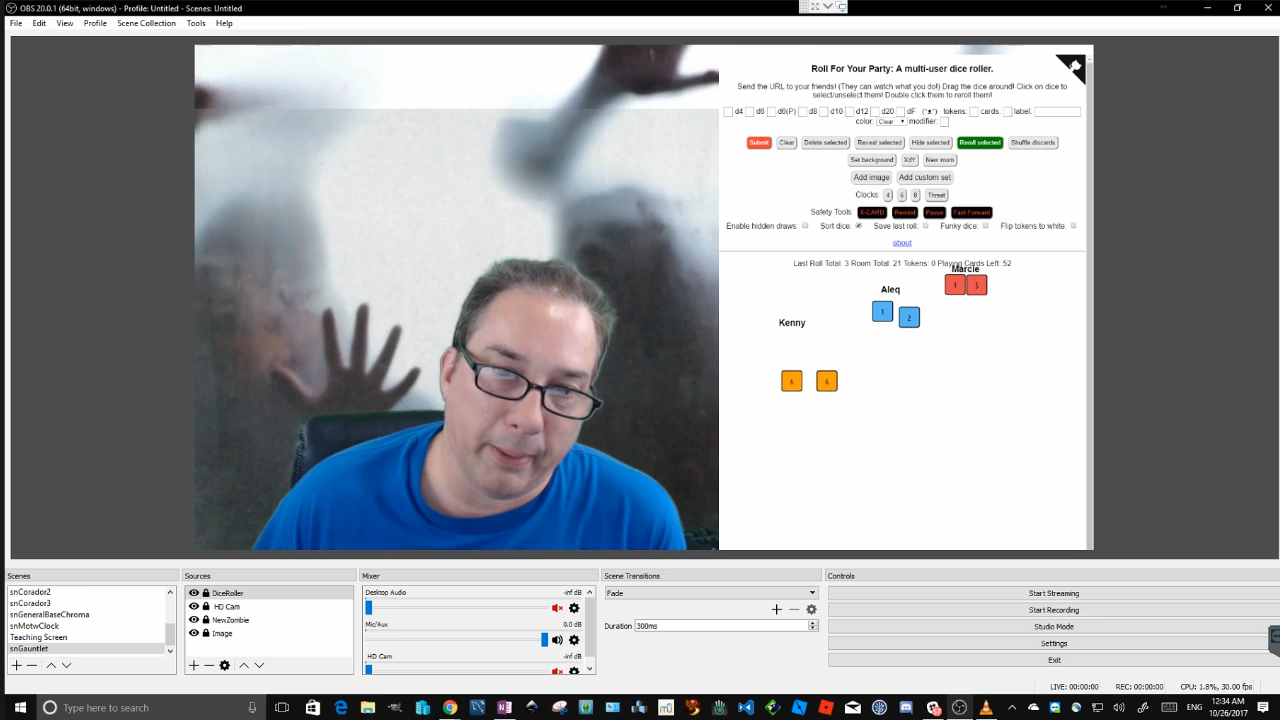 OBS 20.0.1 (64bit, windows) - Profile: Untitled - Scenes: Untitled
File Edit View Profile Scene Collection Tools Help
Roll For Your Party: A multi-user dice roller.
Send the URL to your friends! (They can watch what you do!) Drag the dice around! Click on dice to
select/unselect them! Double click them to reroll them!
d4 d6 d6(P) d8 d10 d12 d20 dF (ᵔᴥᵔ) tokens: cards: label:
color: Clear modifier:
Submit Clear Delete selected Reveal selected Hide selected Reroll selected Shuffle discards
Set background XdY New room
Add image Add custom set
Clocks: 4 6 8 Threat
Safety Tools: X-CARD Rewind Pause Fast-Forward
Enable hidden draws: Sort dice: Save last roll: Funky dice: Flip tokens to white:
about
Last Roll Total: 3 Room Total: 21 Tokens: 0 Playing Cards Left: 52
Marcie
1 5
Aleq
1 2
Kenny
6 6
Scenes
snCorador2
snCorador3
snGeneralBaseChroma
snMotwClock
Teaching Screen
snGauntlet
Sources
DiceRoller
HD Cam
NewZombie
Image
Mixer
Desktop Audio -inf dB
Mic/Aux 0.0 dB
HD Cam -inf dB
Scene Transitions
Fade
Duration 300ms
Controls
Start Streaming
Start Recording
Studio Mode
Settings
Exit
LIVE: 00:00:00 REC: 00:00:00 CPU: 1.8%, 30.00 fps
Type here to search
ENG 12:34 AM
10/26/2017